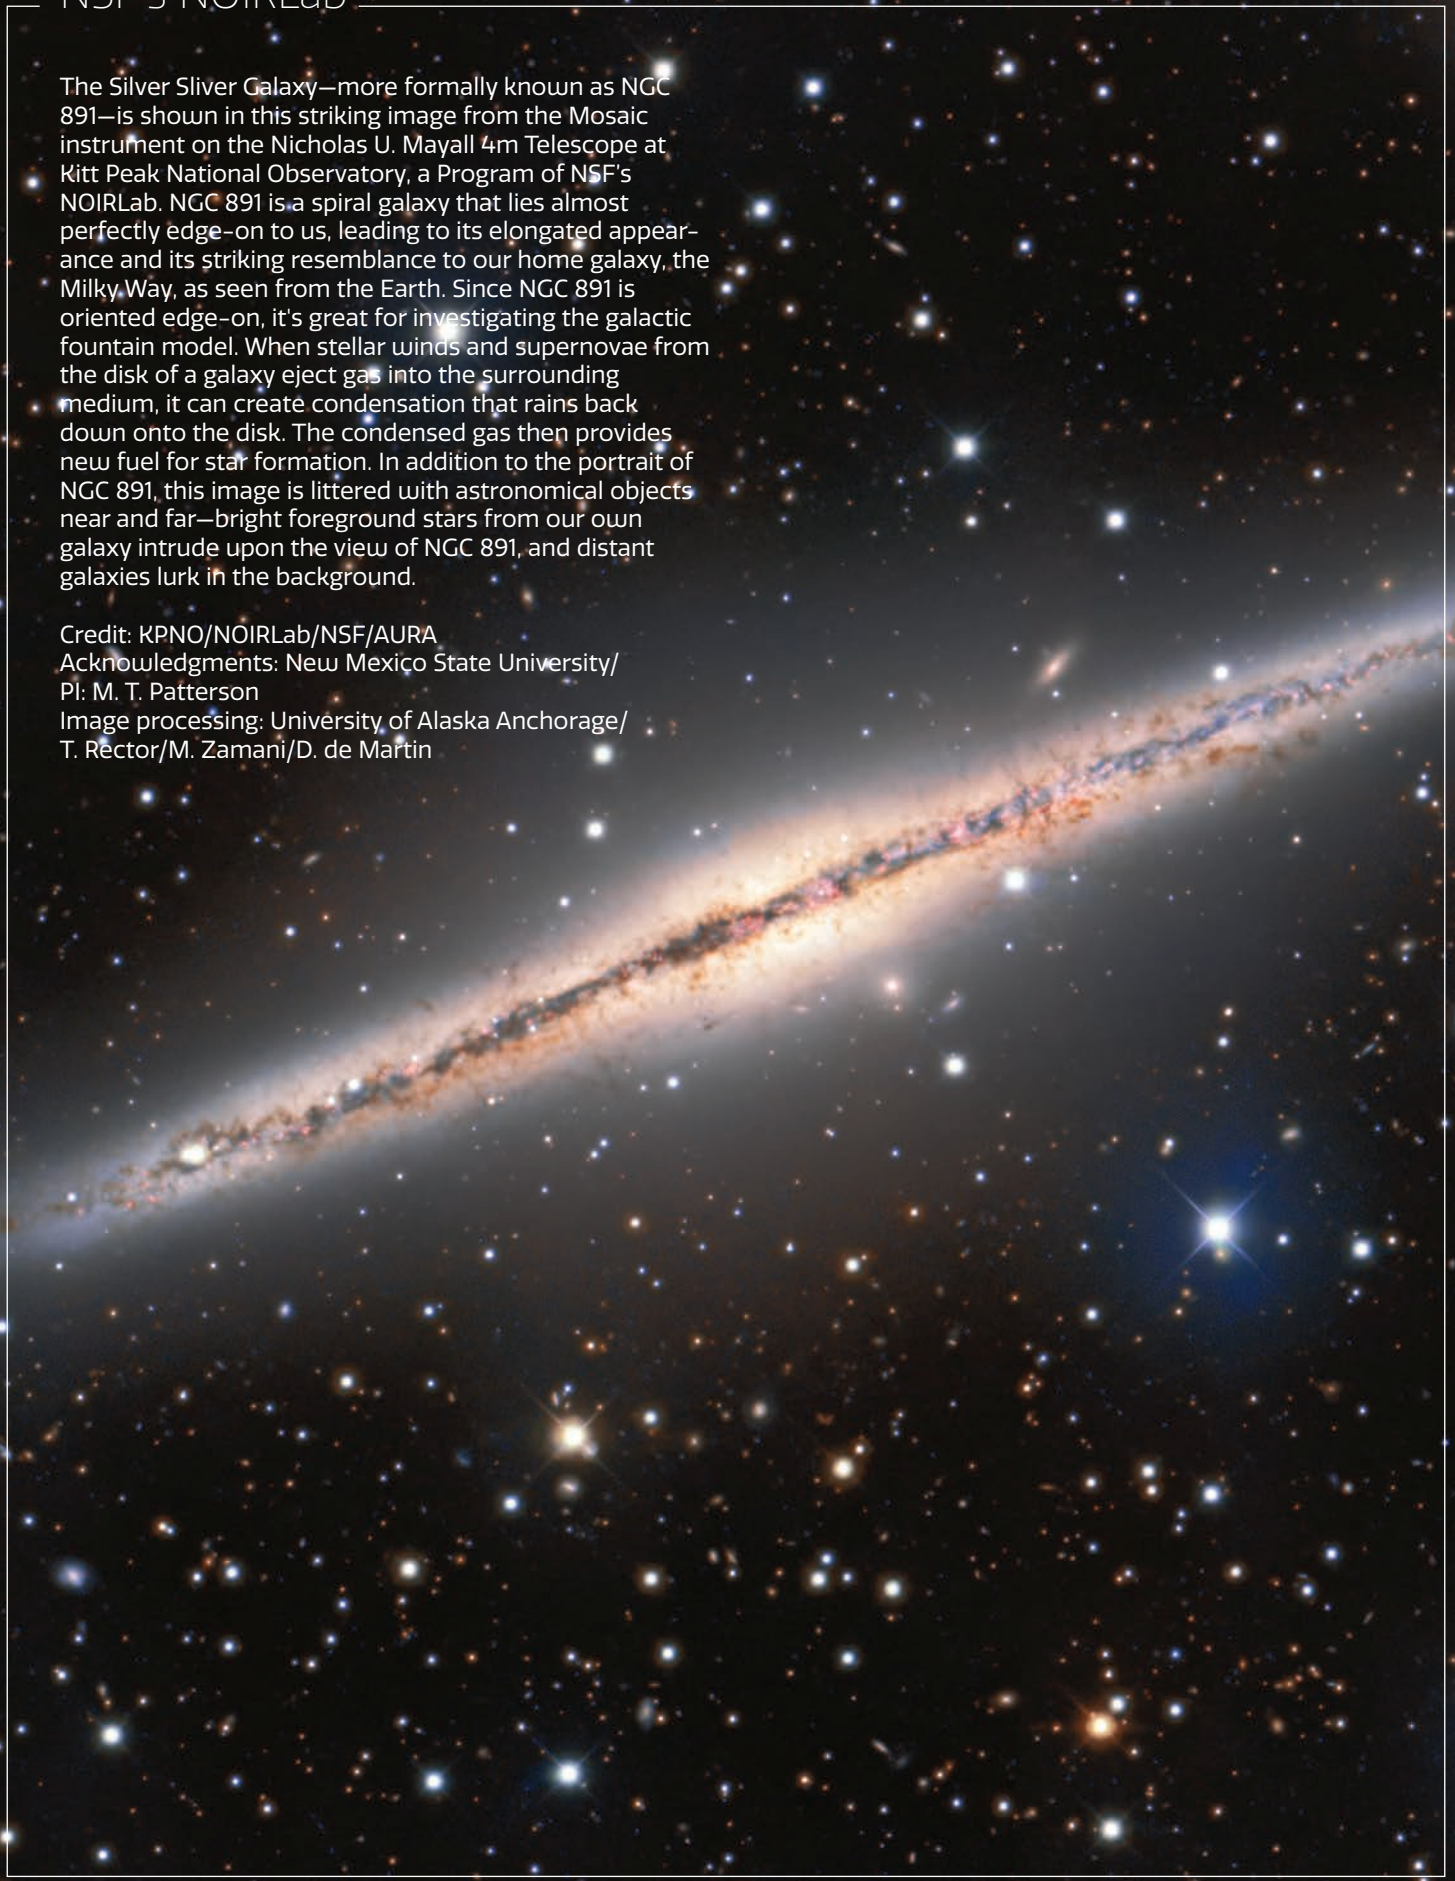 NSF's NOIRLab
The Silver Sliver Galaxy—more formally known as NGC
891—is shown in this striking image from the Mosaic
instrument on the Nicholas U. Mayall 4m Telescope at
Kitt Peak National Observatory, a Program of NSF's
NOIRLab. NGC 891 is a spiral galaxy that lies almost
perfectly edge-on to us, leading to its elongated appear-
ance and its striking resemblance to our home galaxy, the
Milky Way, as seen from the Earth. Since NGC 891 is
oriented edge-on, it's great for investigating the galactic
fountain model. When stellar winds and supernovae from
the disk of a galaxy eject gas into the surrounding
medium, it can create condensation that rains back
down onto the disk. The condensed gas then provides
new fuel for star formation. In addition to the portrait of
NGC 891, this image is littered with astronomical objects
near and far—bright foreground stars from our own
galaxy intrude upon the view of NGC 891, and distant
galaxies lurk in the background.
Credit: KPNO/NOIRLab/NSF/AURA
Acknowledgments: New Mexico State University/
PI: M. T. Patterson
Image processing: University of Alaska Anchorage/
T. Rector/M. Zamani/D. de Martin